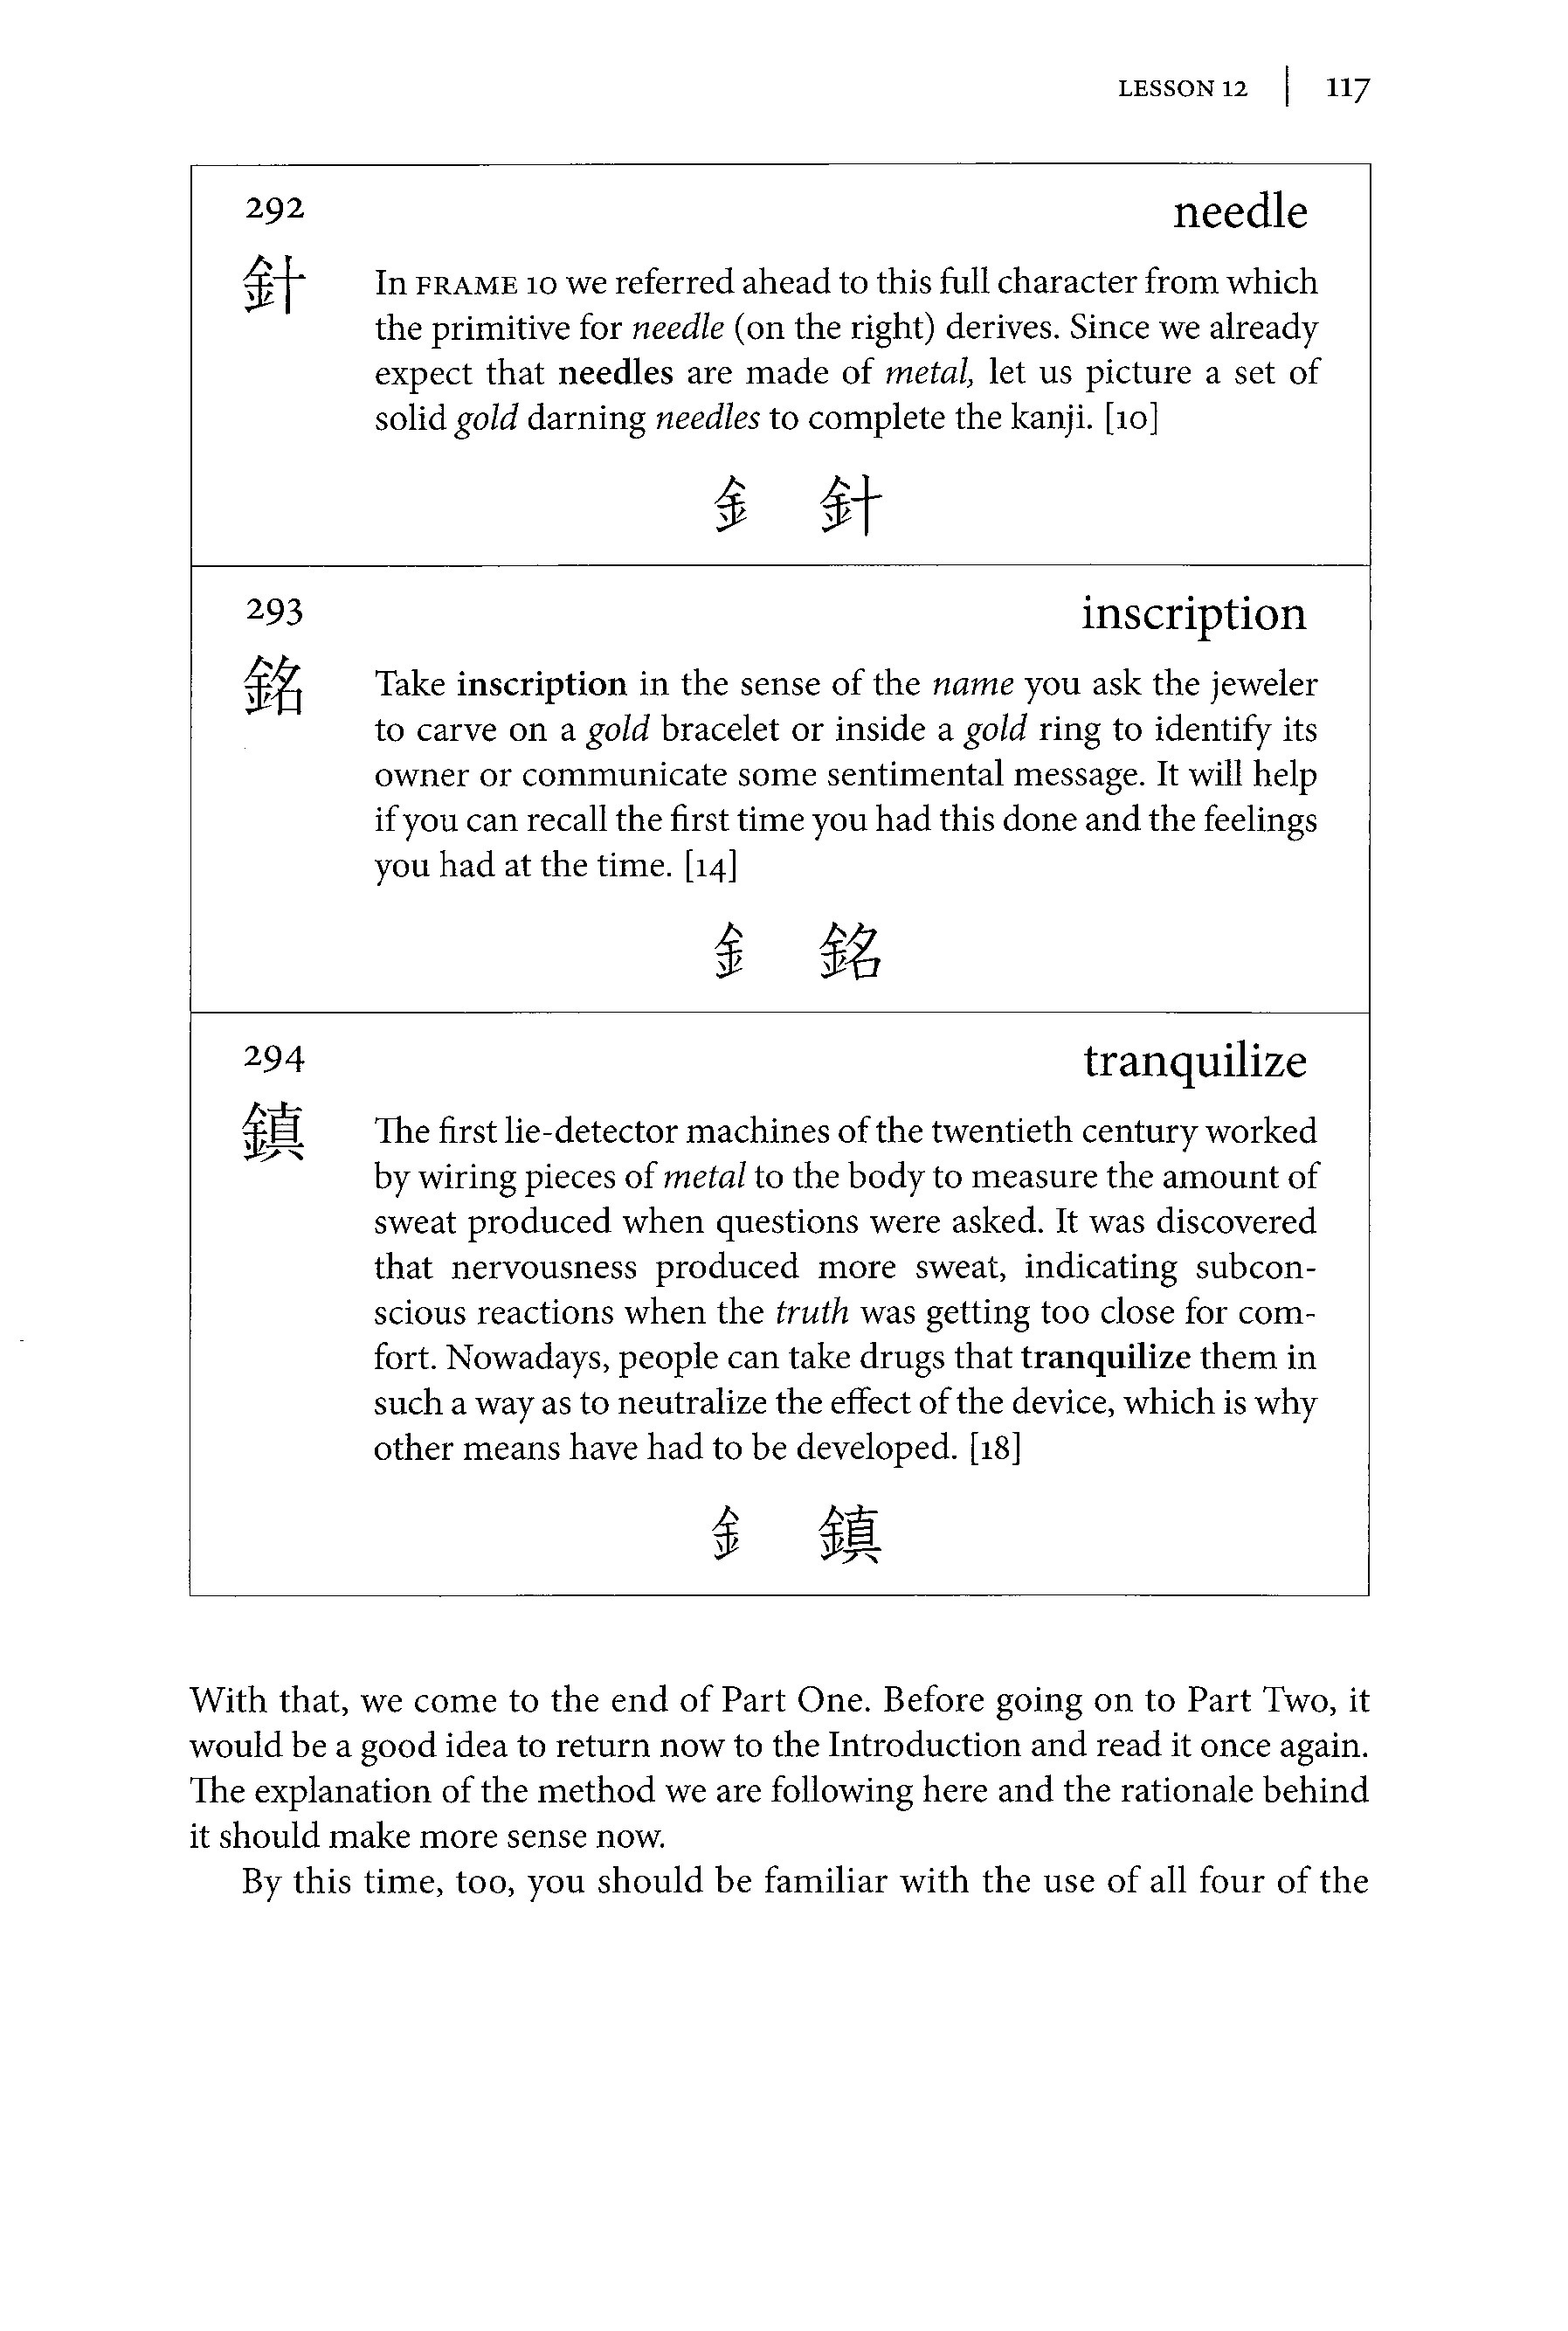 LESSON 12 | 117
292 needle
針 In FRAME 10 we referred ahead to this full character from which
the primitive for needle (on the right) derives. Since we already
expect that needles are made of metal, let us picture a set of
solid gold darning needles to complete the kanji. [10]
金 針
293 inscription
銘 Take inscription in the sense of the name you ask the jeweler
to carve on a gold bracelet or inside a gold ring to identify its
owner or communicate some sentimental message. It will help
if you can recall the first time you had this done and the feelings
you had at the time. [14]
金 銘
294 tranquilize
鎮 The first lie-detector machines of the twentieth century worked
by wiring pieces of metal to the body to measure the amount of
sweat produced when questions were asked. It was discovered
that nervousness produced more sweat, indicating subcon-
scious reactions when the truth was getting too close for com-
fort. Nowadays, people can take drugs that tranquilize them in
such a way as to neutralize the effect of the device, which is why
other means have had to be developed. [18]
金 鎮
With that, we come to the end of Part One. Before going on to Part Two, it
would be a good idea to return now to the Introduction and read it once again.
The explanation of the method we are following here and the rationale behind
it should make more sense now.
By this time, too, you should be familiar with the use of all four of the